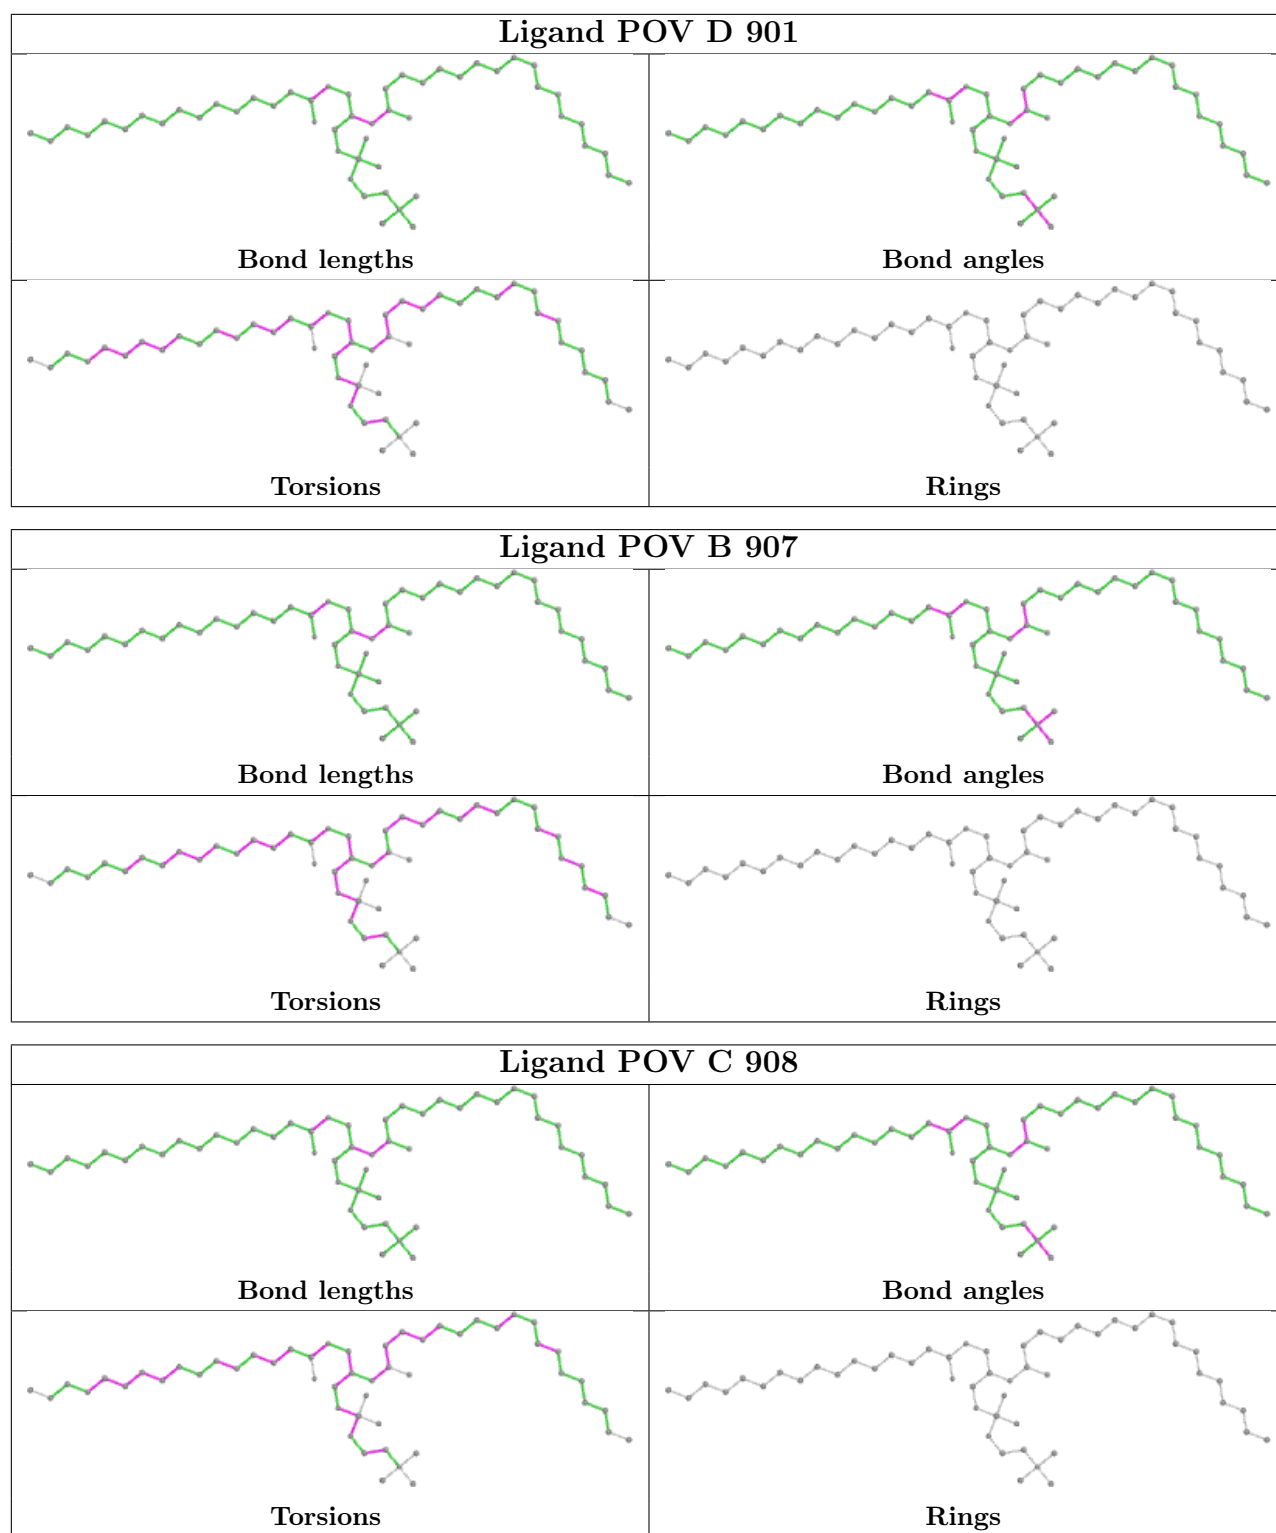 Ligand POV D 901
Bond lengths
Bond angles
Torsions
Rings
Ligand POV B 907
Bond lengths
Bond angles
Torsions
Rings
Ligand POV C 908
Bond lengths
Bond angles
Torsions
Rings